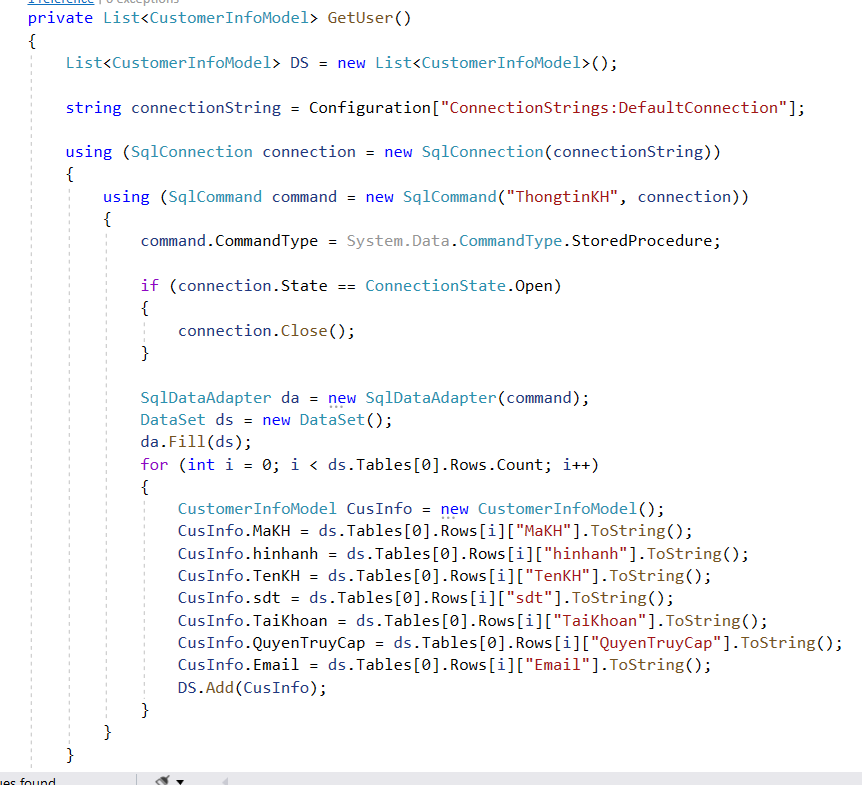 1 reference | 0 exceptions
private List<CustomerInfoModel> GetUser()
{
List<CustomerInfoModel> DS = new List<CustomerInfoModel>();
string connectionString = Configuration["ConnectionStrings:DefaultConnection"];
using (SqlConnection connection = new SqlConnection(connectionString))
{
using (SqlCommand command = new SqlCommand("ThongtinKH", connection))
{
command.CommandType = System.Data.CommandType.StoredProcedure;
if (connection.State == ConnectionState.Open)
{
connection.Close();
}
SqlDataAdapter da = new SqlDataAdapter(command);
DataSet ds = new DataSet();
da.Fill(ds);
for (int i = 0; i < ds.Tables[0].Rows.Count; i++)
{
CustomerInfoModel CusInfo = new CustomerInfoModel();
CusInfo.MaKH = ds.Tables[0].Rows[i]["MaKH"].ToString();
CusInfo.hinhanh = ds.Tables[0].Rows[i]["hinhanh"].ToString();
CusInfo.TenKH = ds.Tables[0].Rows[i]["TenKH"].ToString();
CusInfo.sdt = ds.Tables[0].Rows[i]["sdt"].ToString();
CusInfo.TaiKhoan = ds.Tables[0].Rows[i]["TaiKhoan"].ToString();
CusInfo.QuyenTruyCap = ds.Tables[0].Rows[i]["QuyenTruyCap"].ToString();
CusInfo.Email = ds.Tables[0].Rows[i]["Email"].ToString();
DS.Add(CusInfo);
}
}
}
ues found